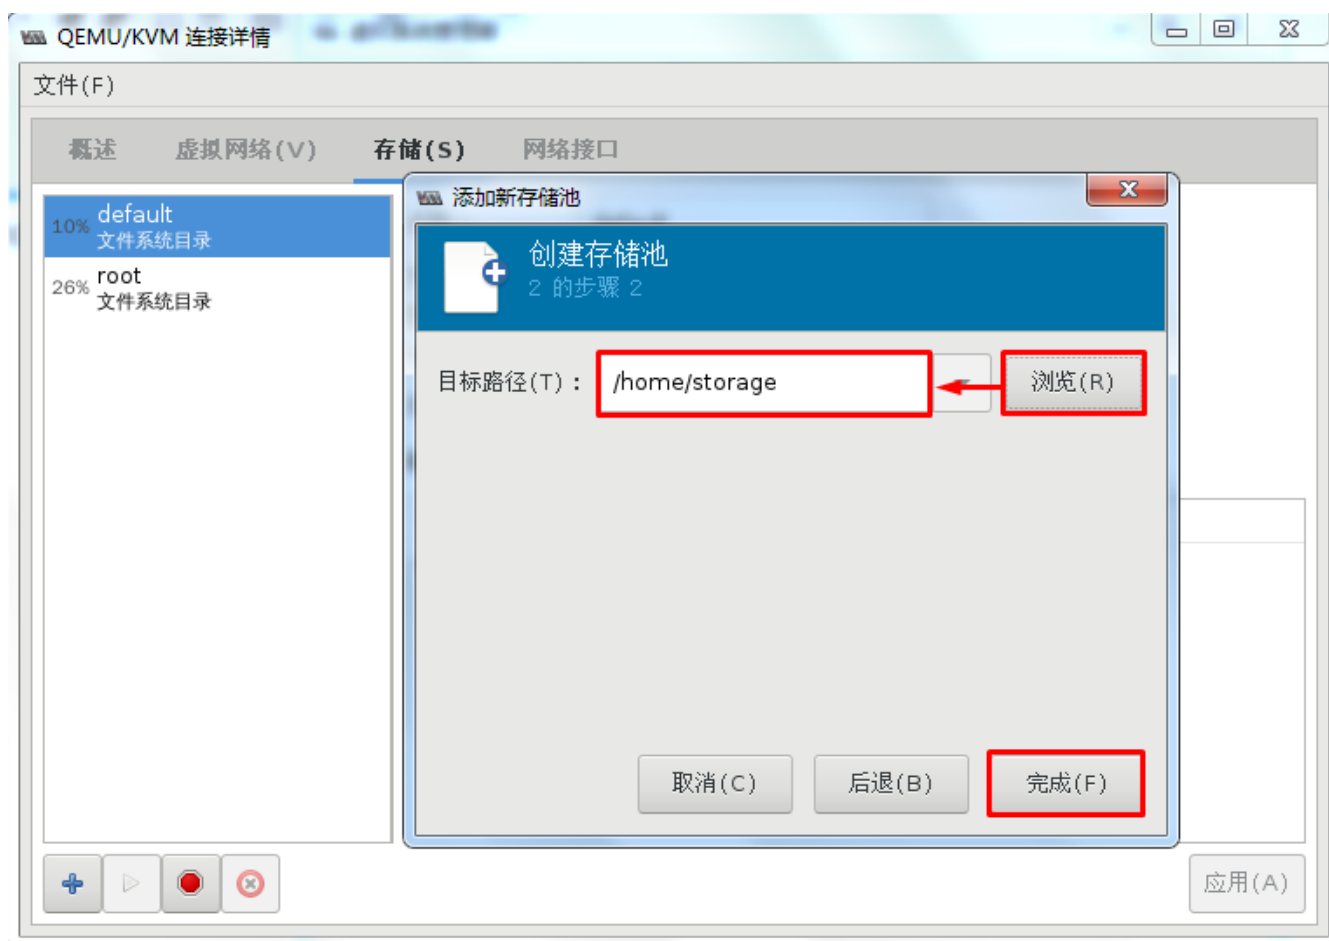 QEMU/KVM 连接详情
文件(F)
概述 虚拟网络(V) 存储(S) 网络接口
10% default
文件系统目录
26% root
文件系统目录
添加新存储池
创建存储池
2 的步骤 2
目标路径(T)： /home/storage 浏览(R)
取消(C) 后退(B) 完成(F)
应用(A)